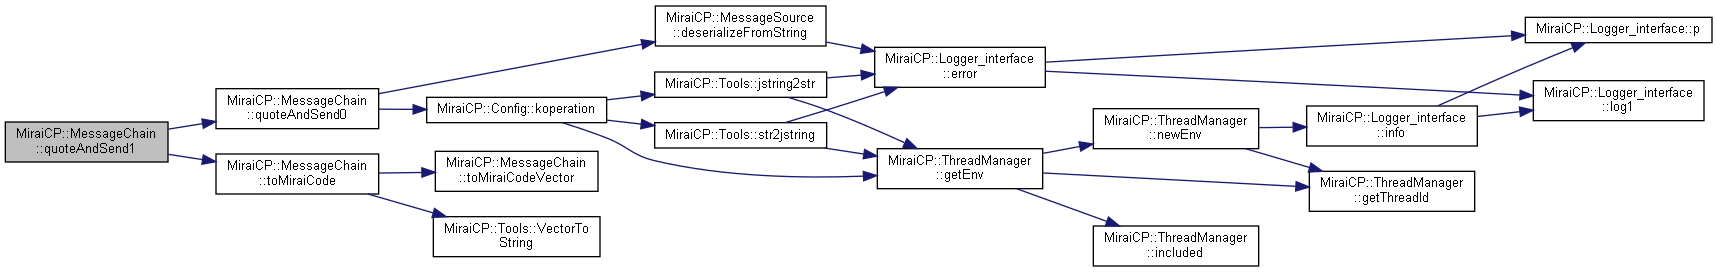 MiraiCP::MessageChain
::quoteAndSend1
MiraiCP::MessageChain
::quoteAndSend0
MiraiCP::MessageChain
::toMiraiCode
MiraiCP::Config::koperation
MiraiCP::MessageChain
::toMiraiCodeVector
MiraiCP::Tools::VectorTo
String
MiraiCP::MessageSource
::deserializeFromString
MiraiCP::Tools::jstring2str
MiraiCP::Tools::str2jstring
MiraiCP::Logger_interface
::error
MiraiCP::ThreadManager
::getEnv
MiraiCP::ThreadManager
::newEnv
MiraiCP::ThreadManager
::included
MiraiCP::Logger_interface
::info
MiraiCP::ThreadManager
::getThreadId
MiraiCP::Logger_interface::p
MiraiCP::Logger_interface
::log1